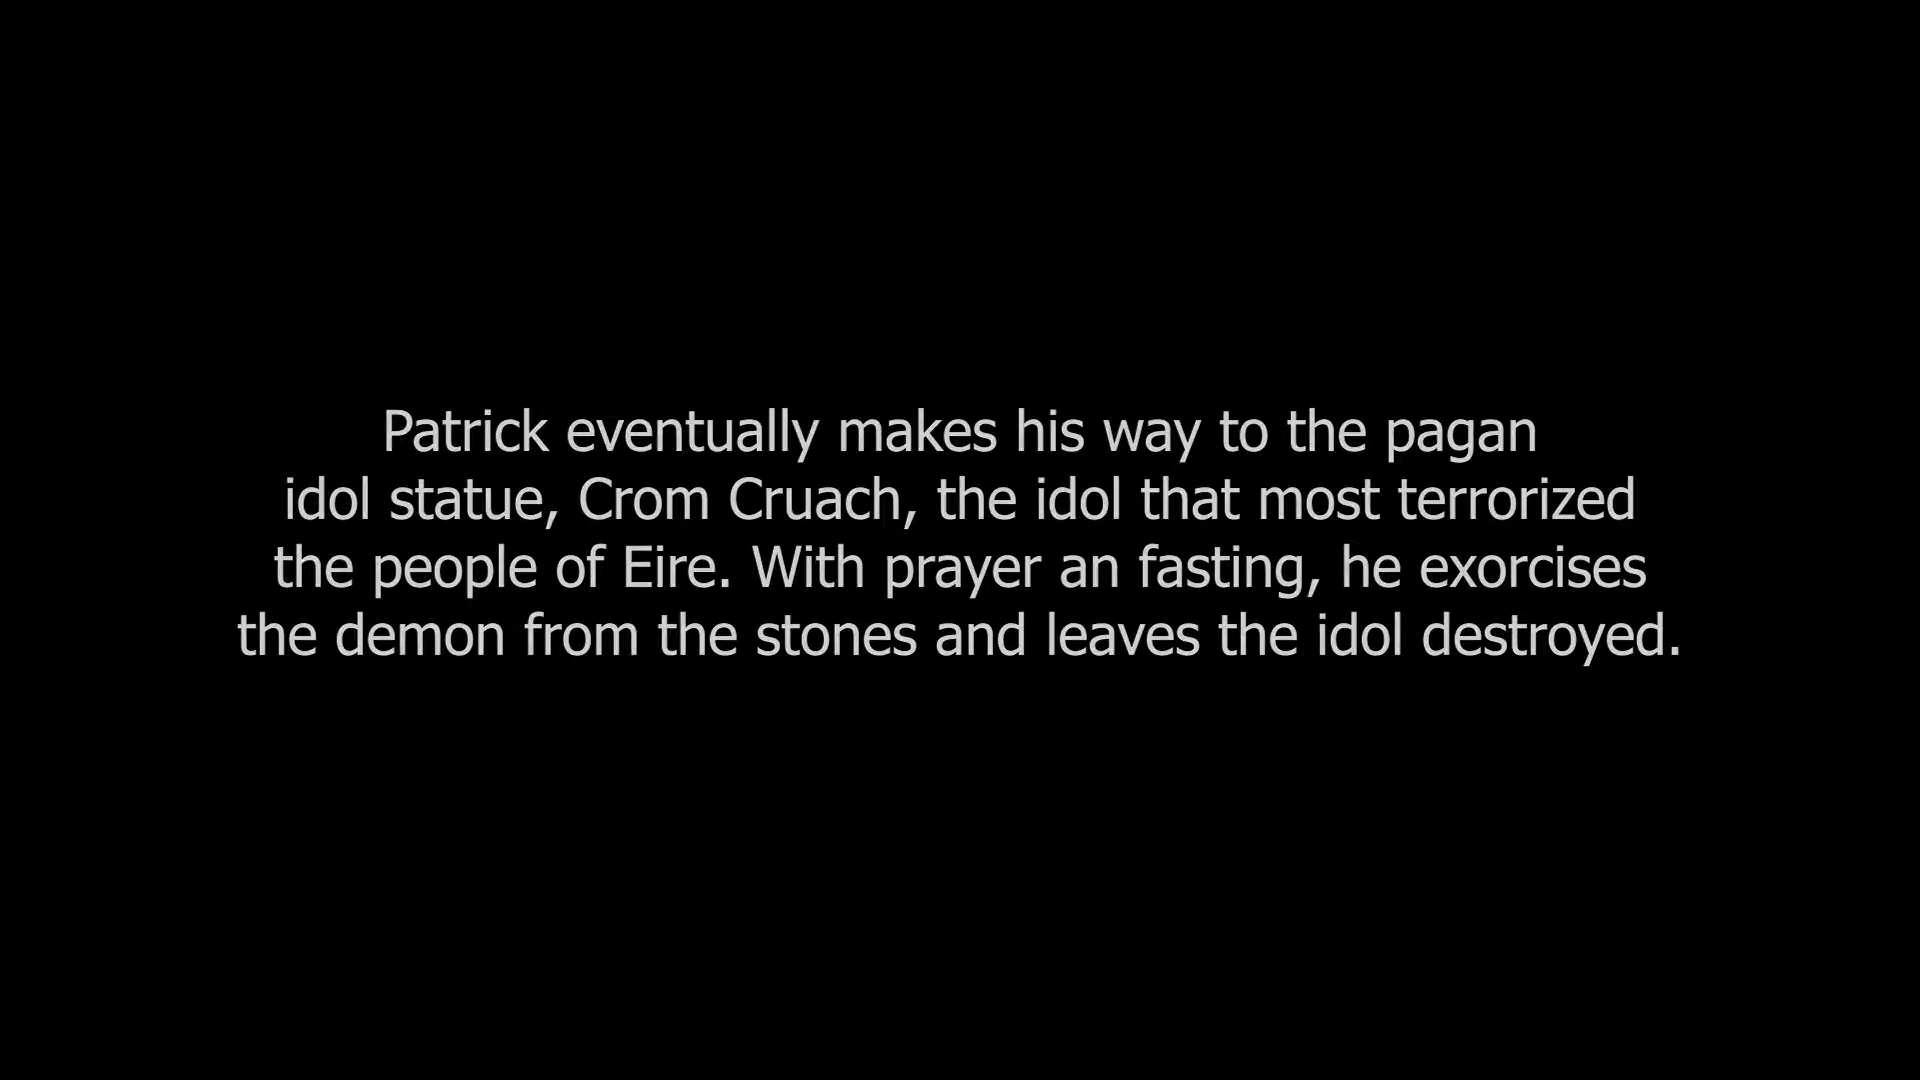 Patrick eventually makes his way to the pagan
idol statue, Crom Cruach, the idol that most terrorized
the people of Eire. With prayer an fasting, he exorcises
the demon from the stones and leaves the idol destroyed.